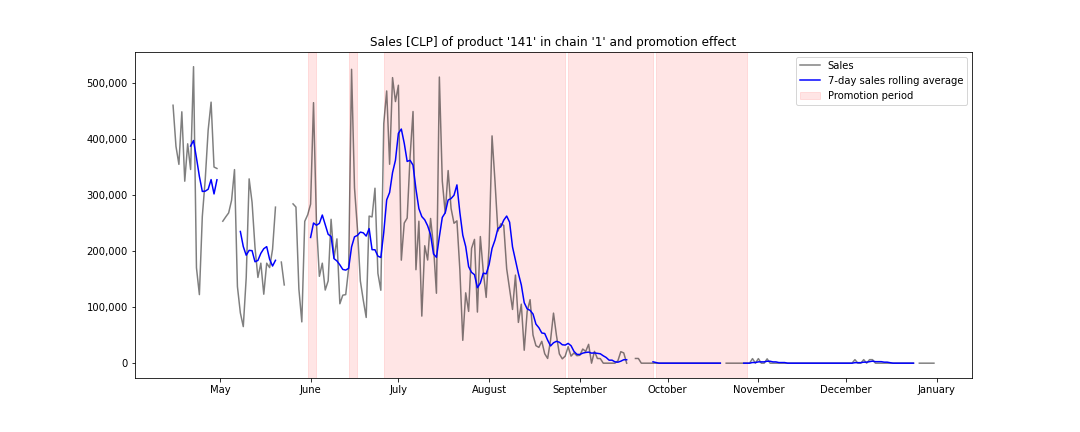 Sales [CLP] of product '141' in chain '1' and promotion effect
500,000
400,000
300,000
200,000
100,000
0
Sales
7-day sales rolling average
Promotion period
May June July August September October November December January